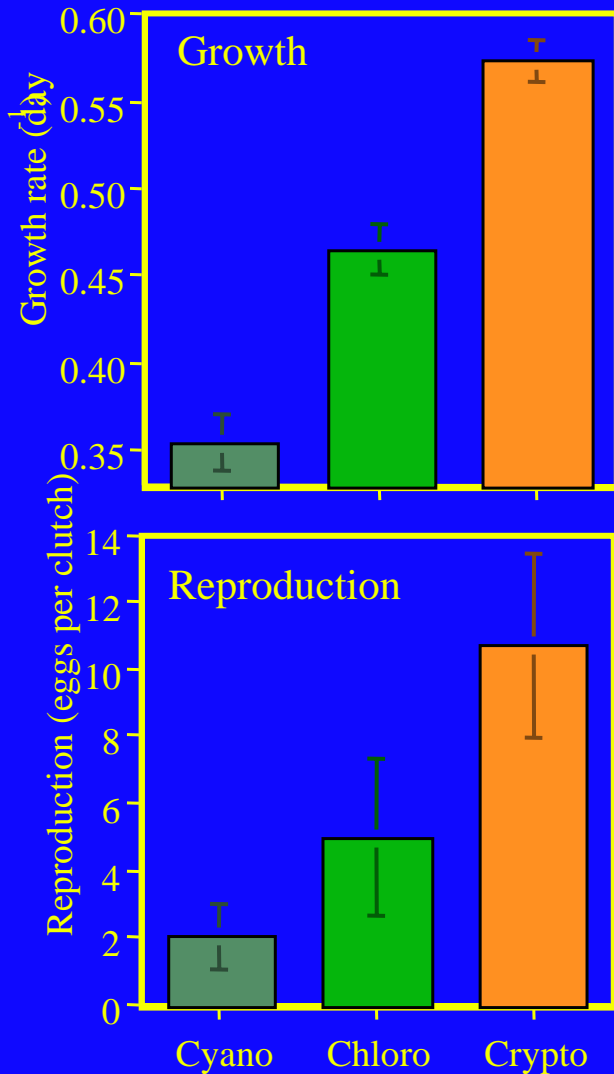 Growth
Growth rate (day-1)
0.60
0.55
0.50
0.45
0.40
0.35
Reproduction
Reproduction (eggs per clutch)
14
12
10
8
6
4
2
0
Cyano Chloro Crypto